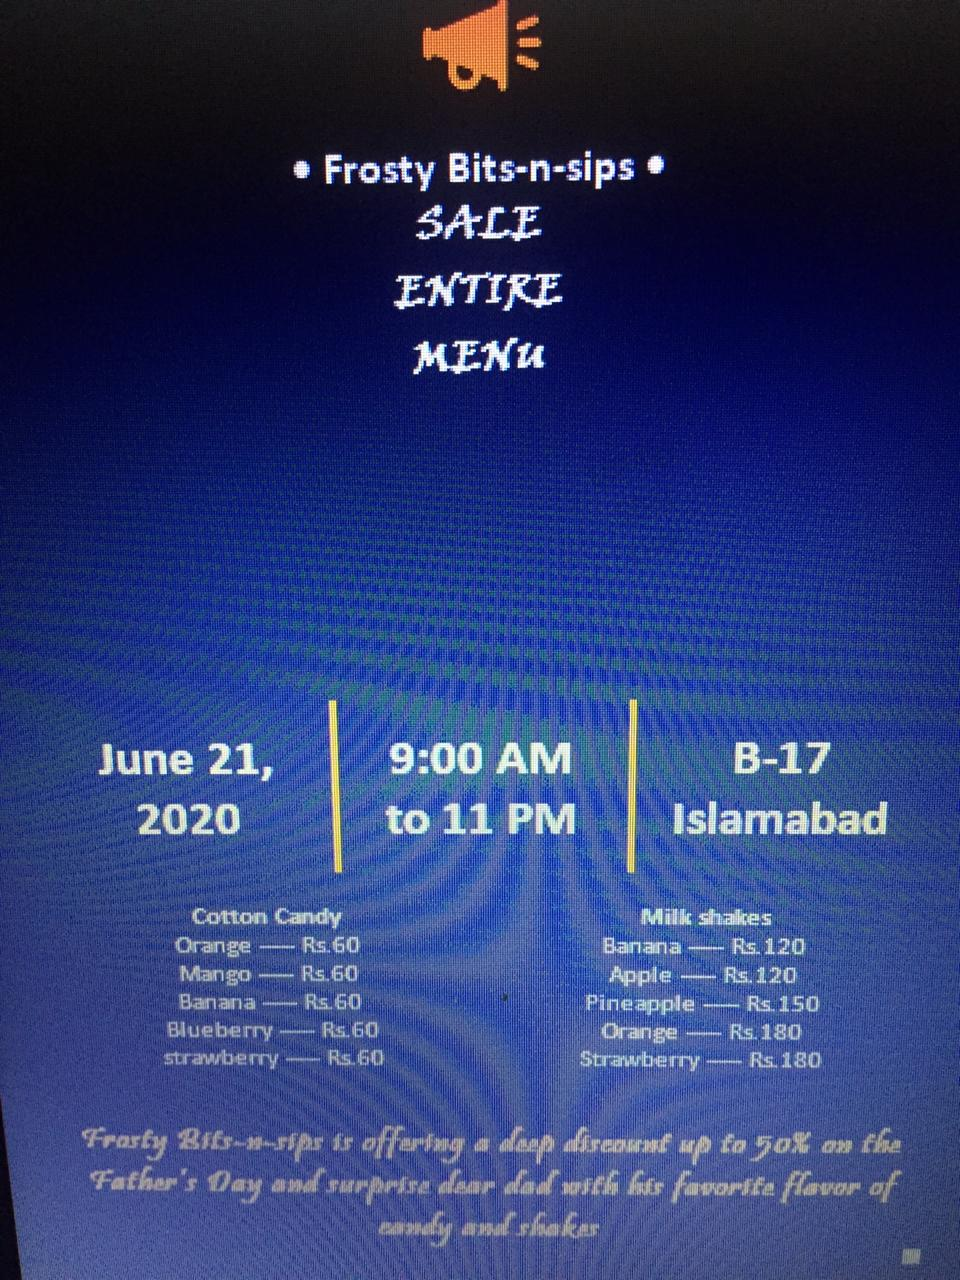 • Frosty Bits-n-sips •
SALE
ENTIRE
MENU
June 21,
2020
9:00 AM
to 11 PM
B-17
Islamabad
Cotton Candy
Orange —— Rs.60
Mango —— Rs.60
Banana —— Rs.60
Blueberry —— Rs.60
strawberry —— Rs.60
Milk shakes
Banana —— Rs.120
Apple —— Rs.120
Pineapple —— Rs.150
Orange —— Rs.180
Strawberry —— Rs.180
Frosty Bits-n-sips is offering a deep discount up to 50% on the
Father's Day and surprise dear dad with his favorite flavor of
candy and shakes